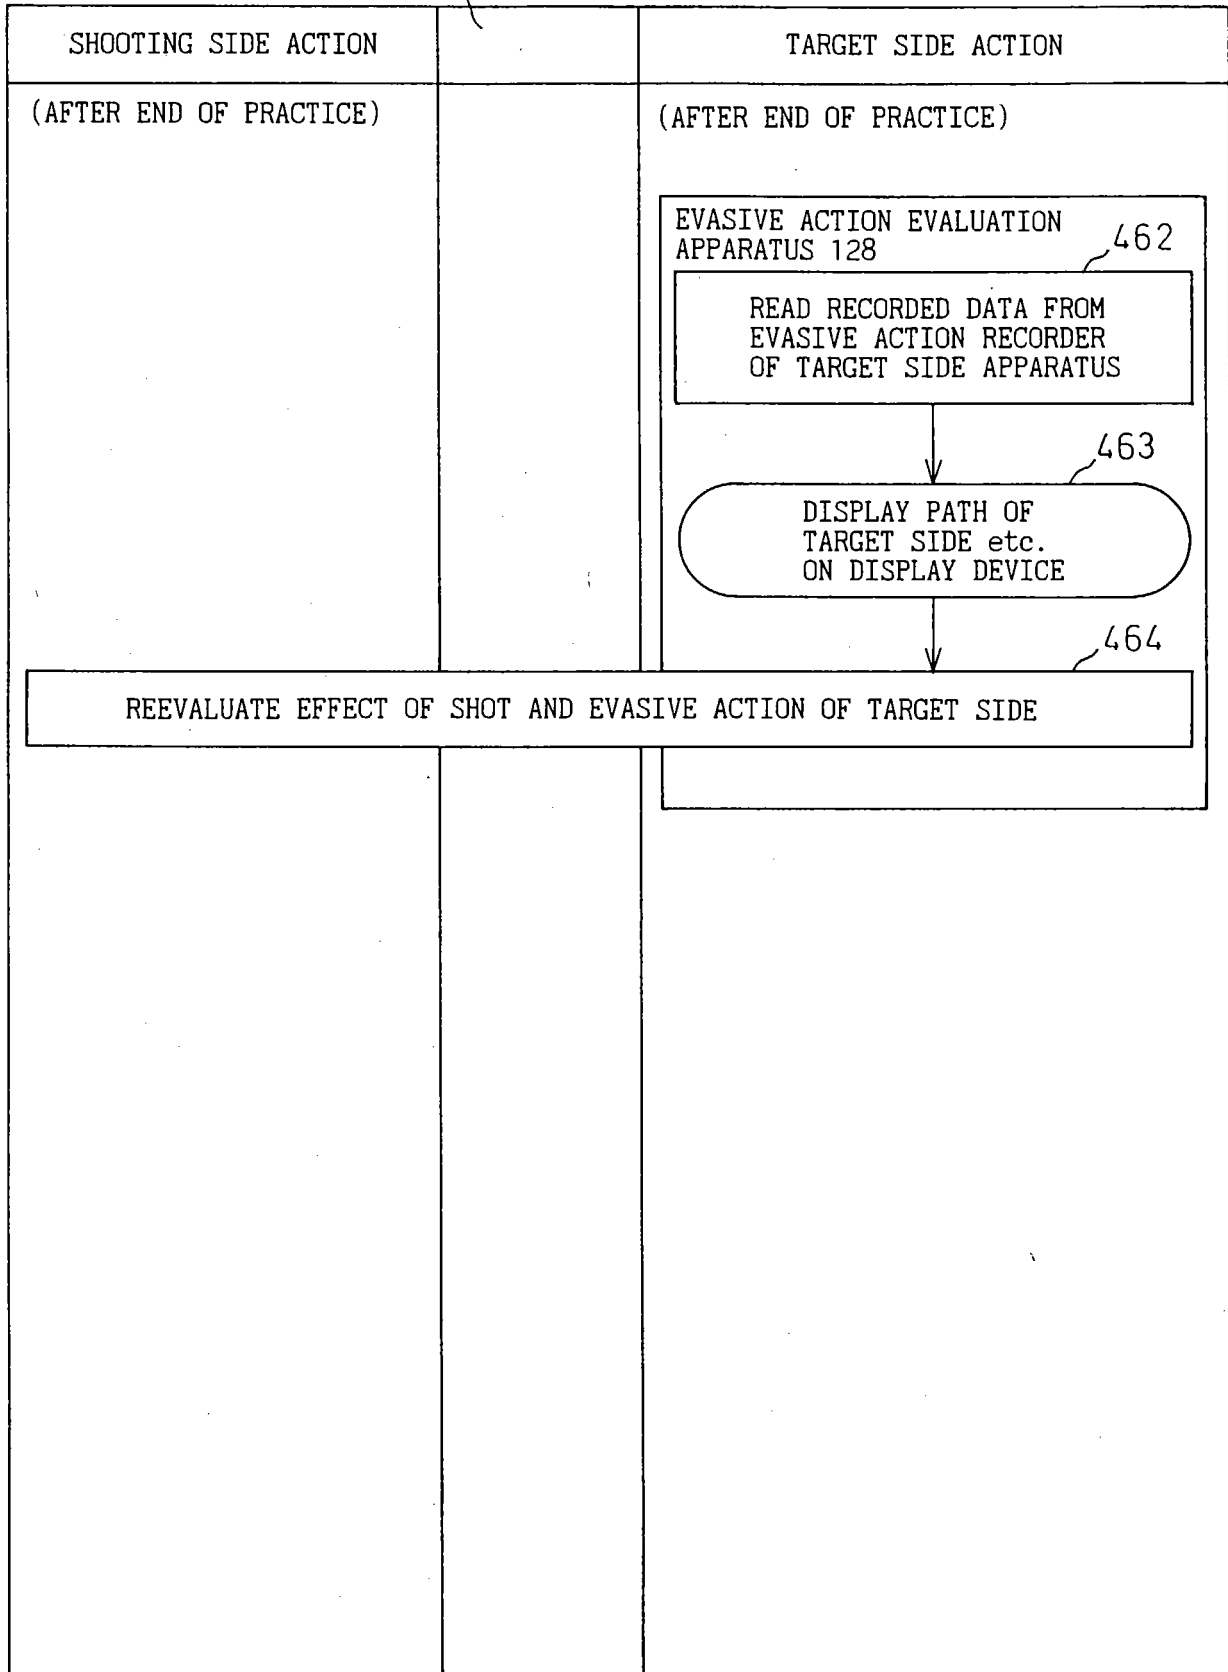 SHOOTING SIDE ACTION
TARGET SIDE ACTION
(AFTER END OF PRACTICE)
(AFTER END OF PRACTICE)
EVASIVE ACTION EVALUATION
APPARATUS 128
462
READ RECORDED DATA FROM
EVASIVE ACTION RECORDER
OF TARGET SIDE APPARATUS
463
DISPLAY PATH OF
TARGET SIDE etc.
ON DISPLAY DEVICE
464
REEVALUATE EFFECT OF SHOT AND EVASIVE ACTION OF TARGET SIDE